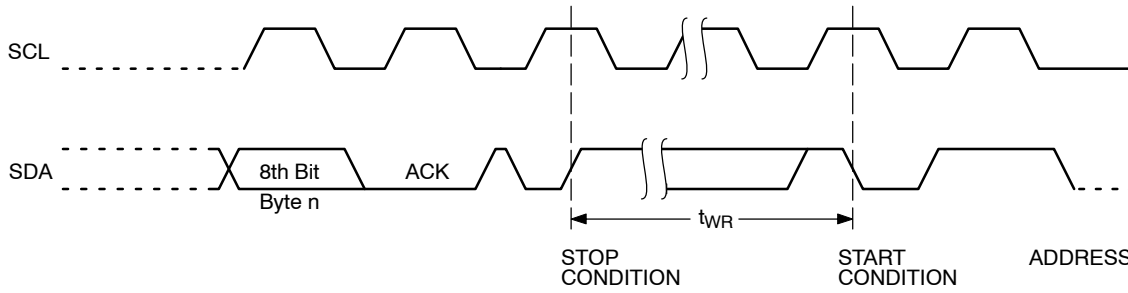 SCL
SDA
8th Bit
Byte n
ACK
tWR
STOP
CONDITION
START
CONDITION
ADDRESS